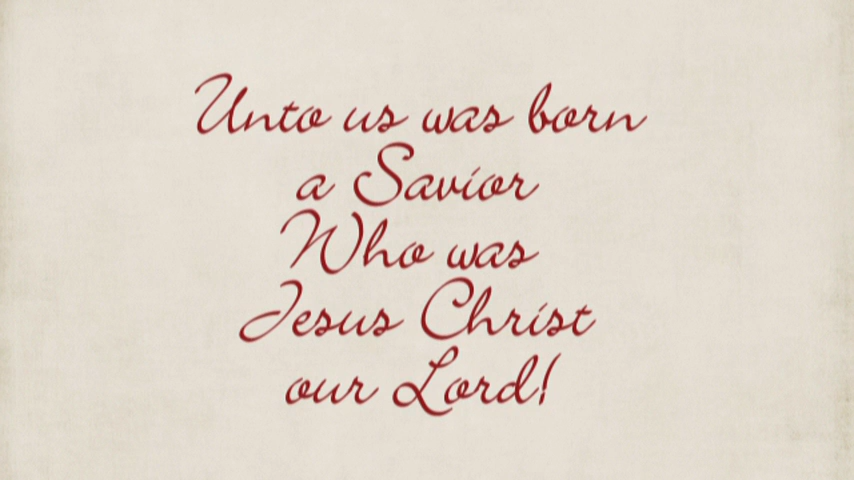 Unto us was born
a Savior
Who was
Jesus Christ
our Lord!